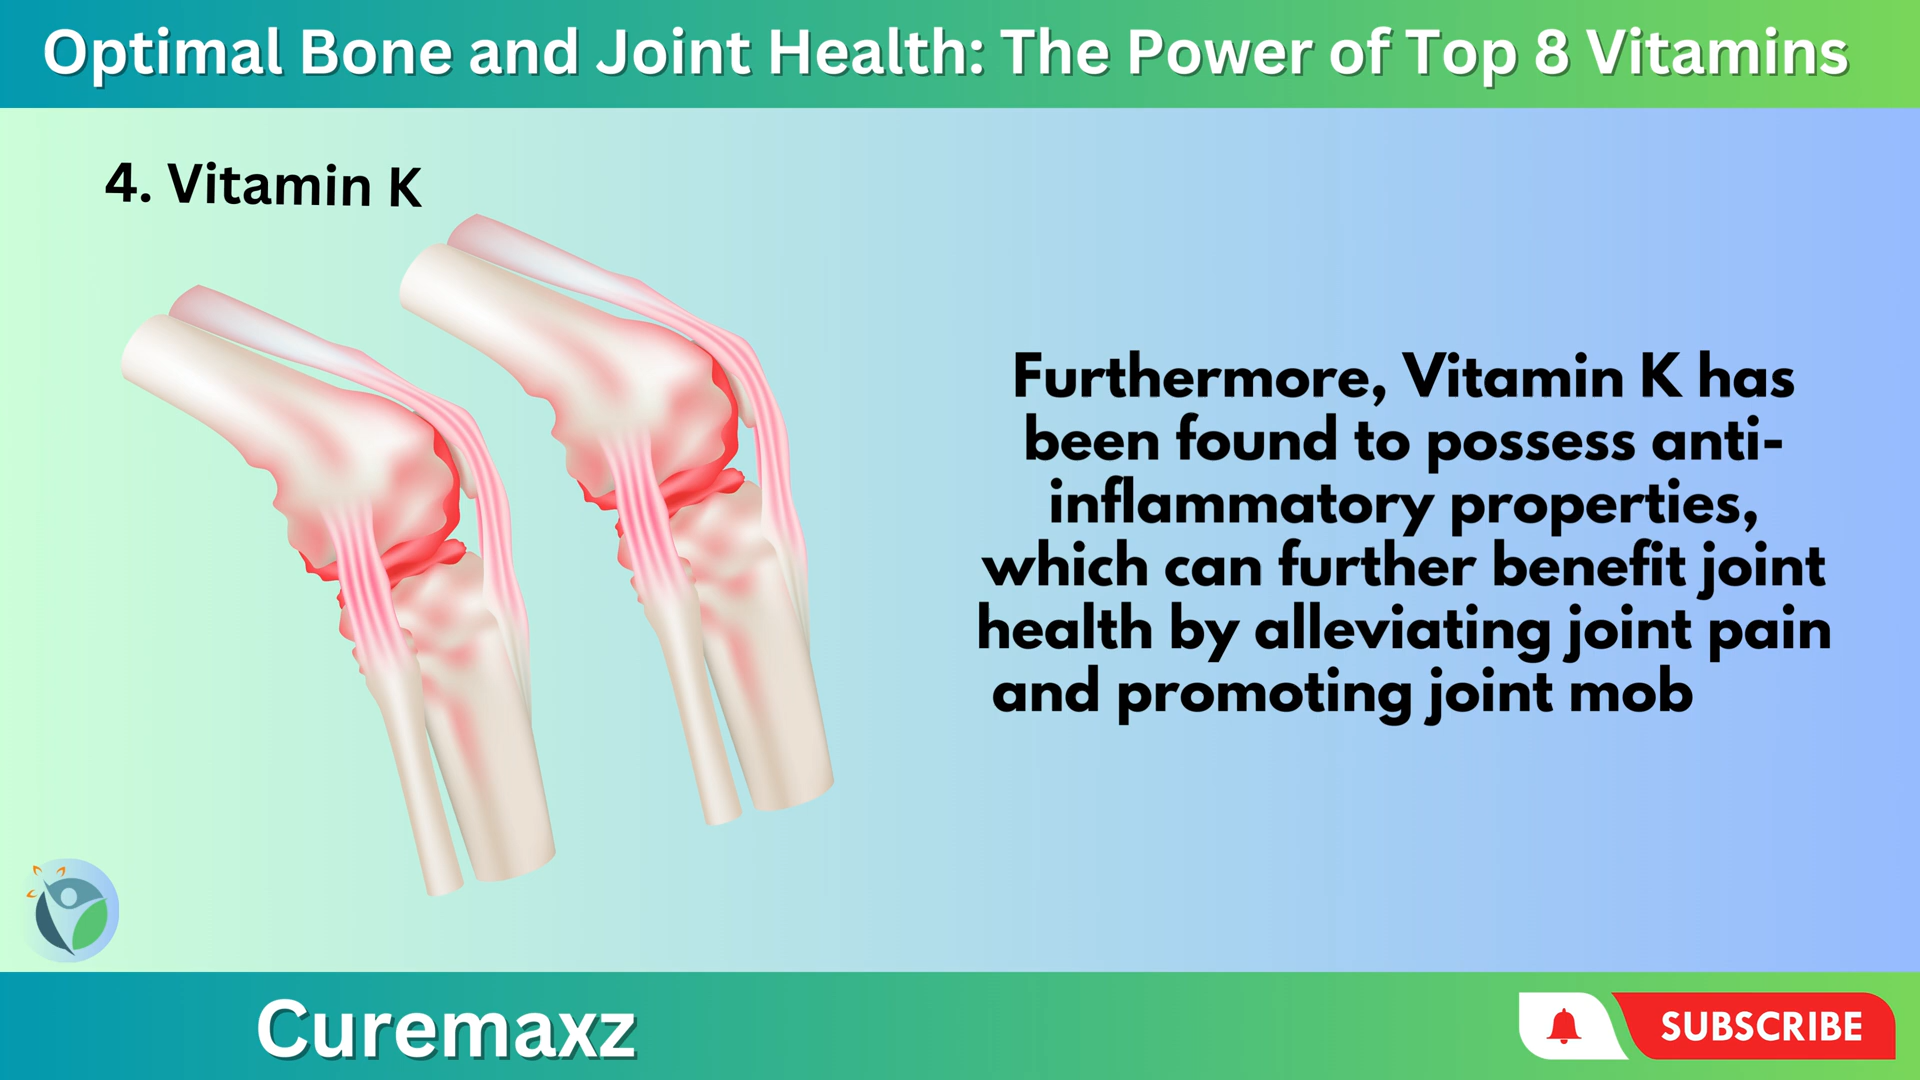 Optimal Bone and Joint Health: The Power of Top 8 Vitamins
4. Vitamin K
Furthermore, Vitamin K has
been found to possess anti-
inflammatory properties,
which can further benefit joint
health by alleviating joint pain
and promoting joint mob
Curemaxz
SUBSCRIBE